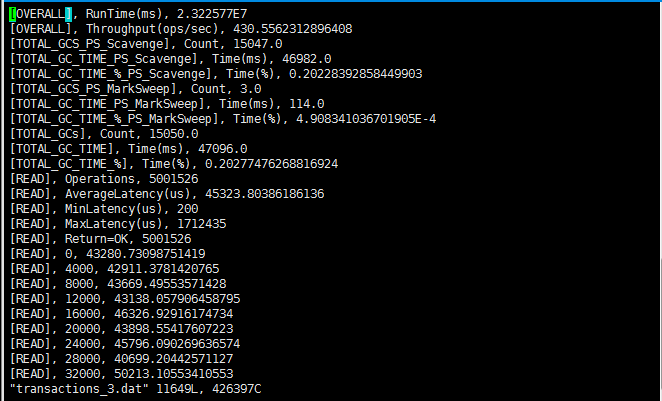 [OVERALL], RunTime(ms), 2.322577E7
[OVERALL], Throughput(ops/sec), 430.5562312896408
[TOTAL_GCS_PS_Scavenge], Count, 15047.0
[TOTAL_GC_TIME_PS_Scavenge], Time(ms), 46982.0
[TOTAL_GC_TIME_%_PS_Scavenge], Time(%), 0.20228392858449903
[TOTAL_GCS_PS_MarkSweep], Count, 3.0
[TOTAL_GC_TIME_PS_MarkSweep], Time(ms), 114.0
[TOTAL_GC_TIME_%_PS_MarkSweep], Time(%), 4.908341036701905E-4
[TOTAL_GCs], Count, 15050.0
[TOTAL_GC_TIME], Time(ms), 47096.0
[TOTAL_GC_TIME_%], Time(%), 0.20277476268816924
[READ], Operations, 5001526
[READ], AverageLatency(us), 45323.80386186136
[READ], MinLatency(us), 200
[READ], MaxLatency(us), 1712435
[READ], Return=OK, 5001526
[READ], 0, 43280.73098751419
[READ], 4000, 42911.3781420765
[READ], 8000, 43669.49553571428
[READ], 12000, 43138.057906458795
[READ], 16000, 46326.92916174734
[READ], 20000, 43898.55417607223
[READ], 24000, 45796.090269636574
[READ], 28000, 40699.20442571127
[READ], 32000, 50213.10553410553
"transactions_3.dat" 11649L, 426397C